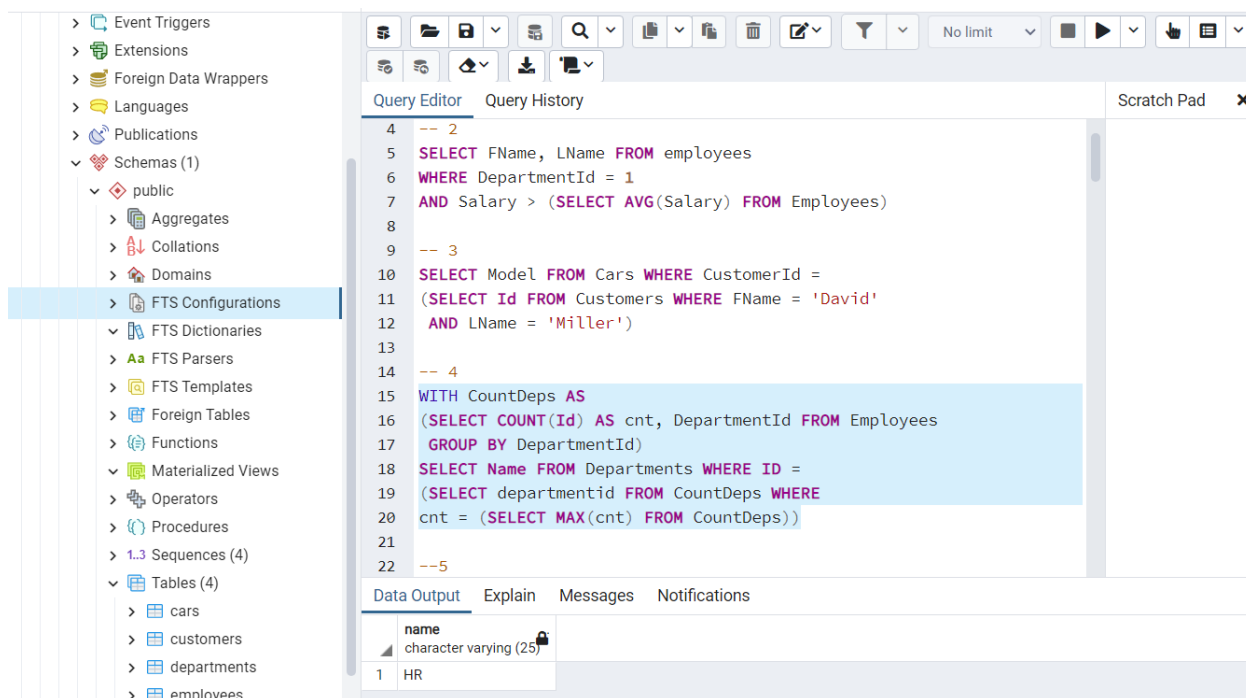 Event Triggers
Extensions
Foreign Data Wrappers
Languages
Publications
Schemas (1)
public
Aggregates
Collations
Domains
FTS Configurations
FTS Dictionaries
Aa FTS Parsers
FTS Templates
Foreign Tables
Functions
Materialized Views
Operators
Procedures
1..3 Sequences (4)
Tables (4)
cars
customers
departments
employees
No limit
Query Editor Query History
Scratch Pad
4 -- 2
5 SELECT FName, LName FROM employees
6 WHERE DepartmentId = 1
7 AND Salary > (SELECT AVG(Salary) FROM Employees)
8
9 -- 3
10 SELECT Model FROM Cars WHERE CustomerId =
11 (SELECT Id FROM Customers WHERE FName = 'David'
12 AND LName = 'Miller')
13
14 -- 4
15 WITH CountDeps AS
16 (SELECT COUNT(Id) AS cnt, DepartmentId FROM Employees
17 GROUP BY DepartmentId)
18 SELECT Name FROM Departments WHERE ID =
19 (SELECT departmentid FROM CountDeps WHERE
20 cnt = (SELECT MAX(cnt) FROM CountDeps))
21
22 --5
Data Output Explain Messages Notifications
name
character varying (25)
1 HR